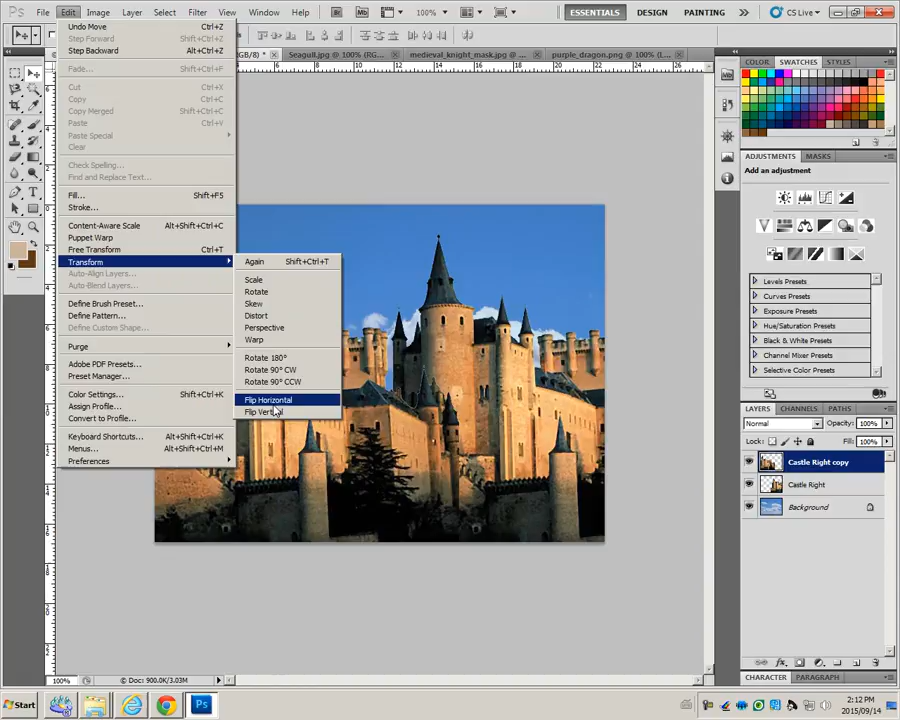 Ps File Edit Image Layer Select Filter View Window Br Mb 100% ESSENTIALS DESIGN PAINTING CS Live
GB/8) * Seagull.jpg @ 100% (RG... medieval_knight_mask.jpg ... purple_dragon.png @ 100% (I...
Undo Move Ctrl+Z
Step Forward Shift+Ctrl+Z
Step Backward Alt+Ctrl+Z
Fade... Shift+Ctrl+F
Cut Ctrl+X
Copy Ctrl+C
Copy Merged Shift+Ctrl+C
Paste Ctrl+V
Paste Special
Clear
Check Spelling...
Find and Replace Text...
Fill... Shift+F5
Stroke...
Content-Aware Scale Alt+Shift+Ctrl+C
Puppet Warp
Free Transform Ctrl+T
Transform
Auto-Align Layers...
Auto-Blend Layers...
Define Brush Preset...
Define Pattern...
Define Custom Shape...
Purge
Adobe PDF Presets...
Preset Manager...
Color Settings... Shift+Ctrl+K
Assign Profile...
Convert to Profile...
Keyboard Shortcuts... Alt+Shift+Ctrl+K
Menus... Alt+Shift+Ctrl+M
Preferences
Again Shift+Ctrl+T
Scale
Rotate
Skew
Distort
Perspective
Warp
Rotate 180°
Rotate 90° CW
Rotate 90° CCW
Flip Horizontal
Flip Vertical
COLOR SWATCHES STYLES
ADJUSTMENTS MASKS
Add an adjustment
Levels Presets
Curves Presets
Exposure Presets
Hue/Saturation Presets
Black & White Presets
Channel Mixer Presets
Selective Color Presets
LAYERS CHANNELS PATHS
Normal Opacity: 100%
Lock: Fill: 100%
Castle Right copy
Castle Right
Background
CHARACTER PARAGRAPH
100% Doc: 900.0K/3.03M
Start Ps 2:12 PM
2015/09/14